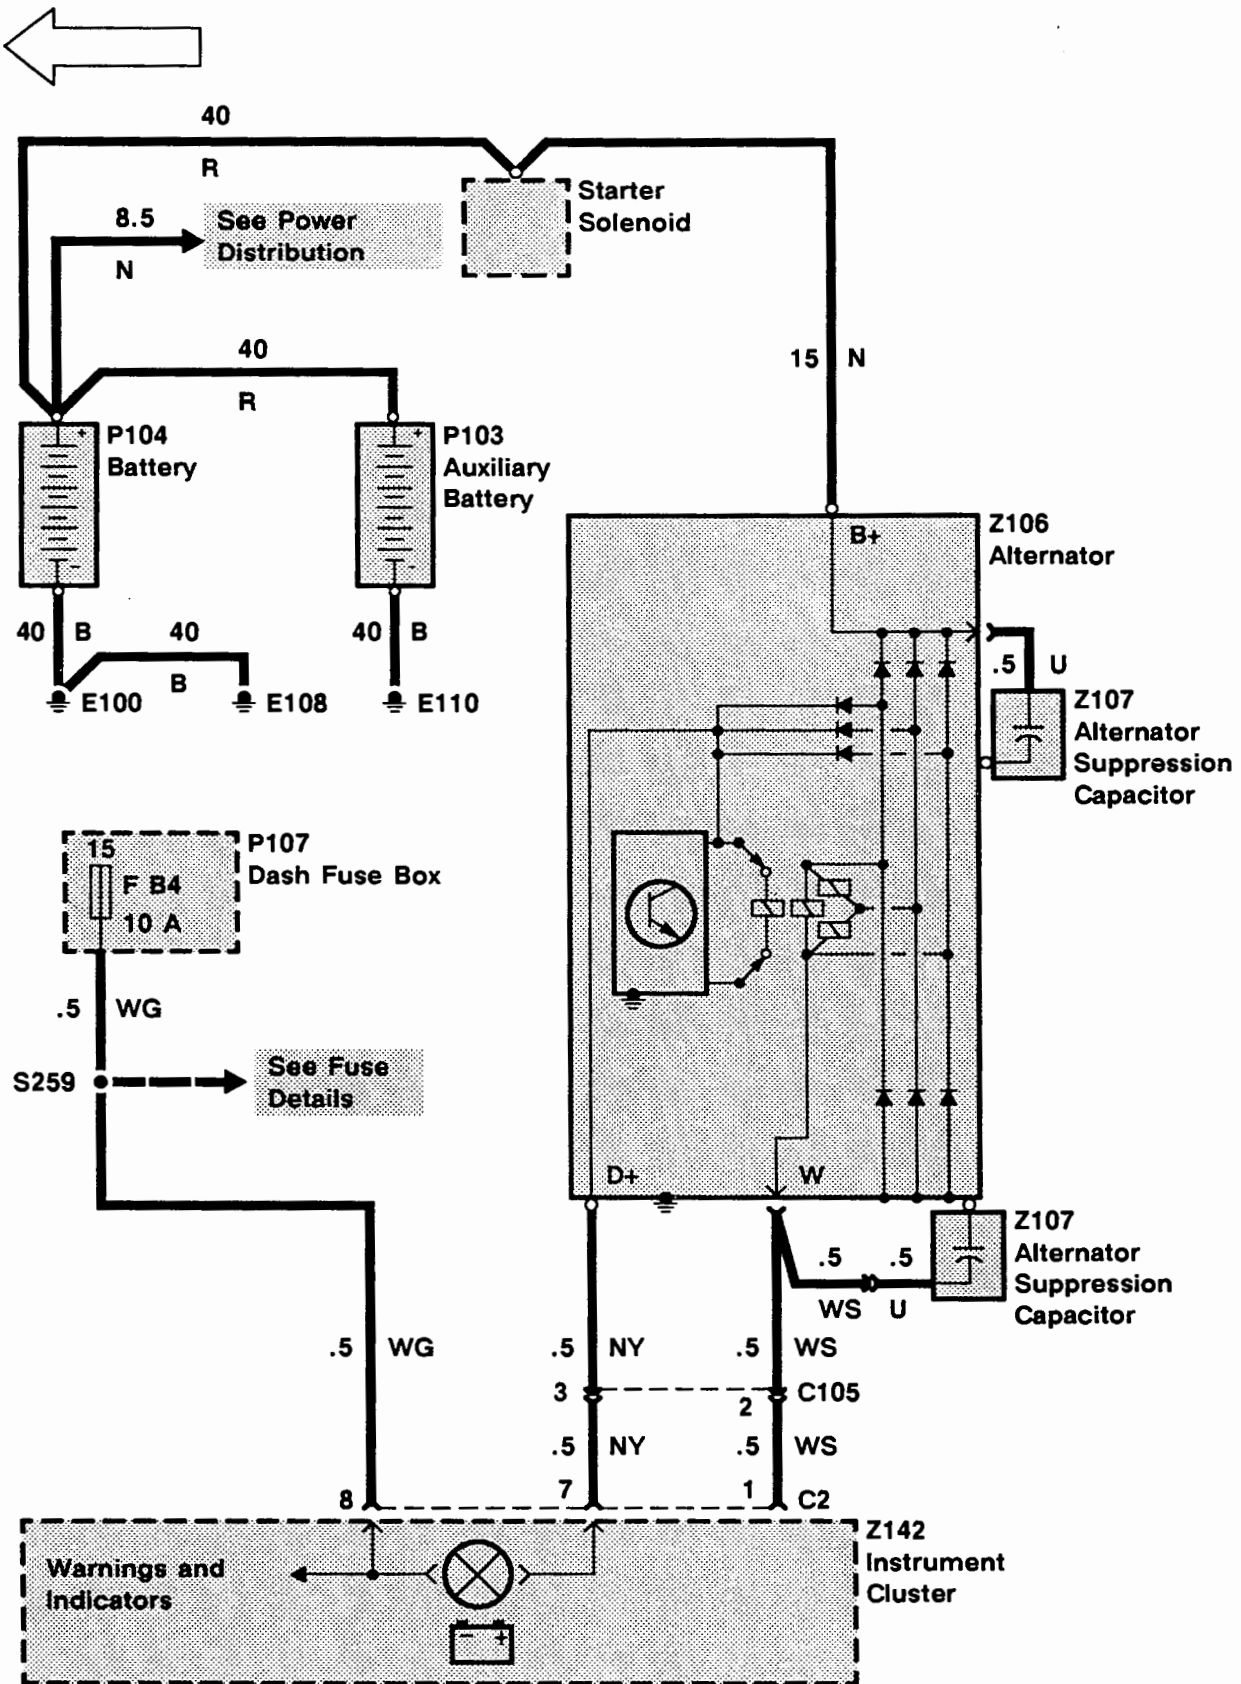 40
R
Starter
Solenoid
8.5
N
See Power
Distribution
15 N
40
R
P104
Battery
+
-
P103
Auxiliary
Battery
+
-
Z106
Alternator
B+
40 B
40
B
40 B
E100
E108
E110
.5 U
Z107
Alternator
Suppression
Capacitor
P107
Dash Fuse Box
15
F B4
10 A
.5 WG
S259
See Fuse
Details
D+
W
Z107
Alternator
Suppression
Capacitor
.5 .5
WS U
.5 WG
.5 NY
.5 WS
3
2
C105
.5 NY
.5 WS
8
7
1
C2
Z142
Instrument
Cluster
Warnings and
Indicators
- +